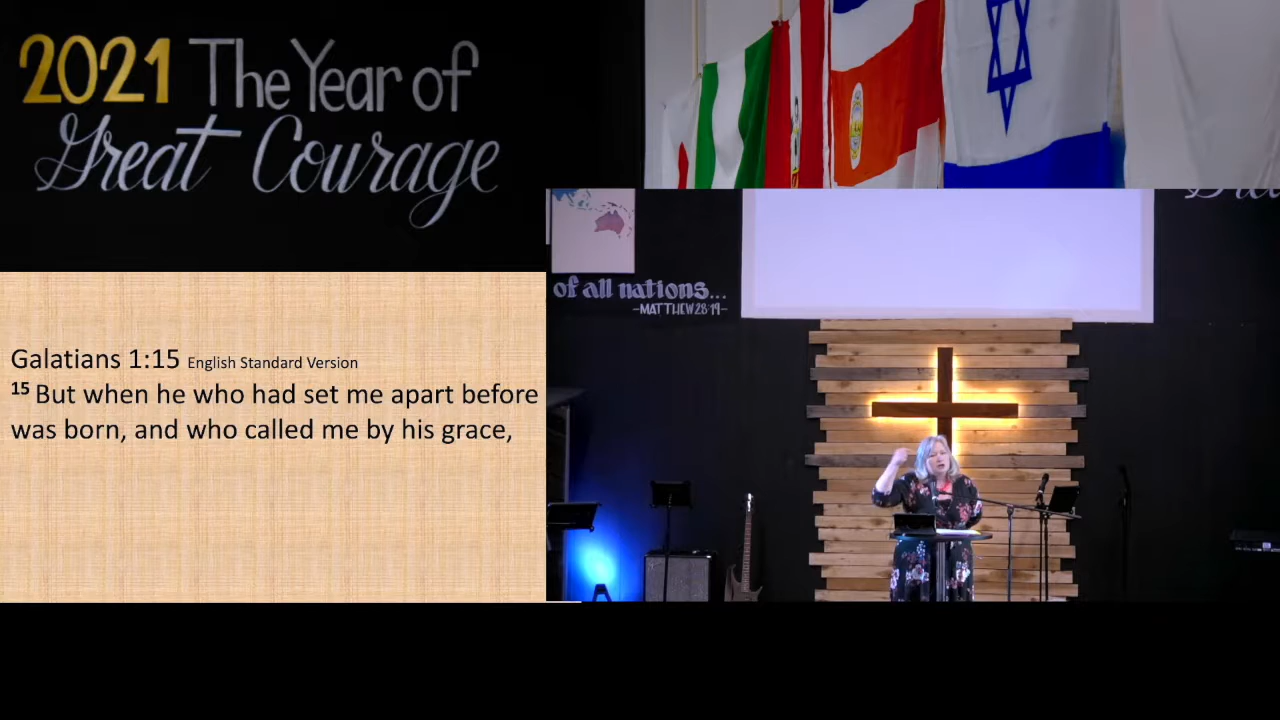 2021 The Year of
Great Courage
of all nations...
-MATTHEW 28:19-
Galatians 1:15 English Standard Version
15 But when he who had set me apart before
was born, and who called me by his grace,